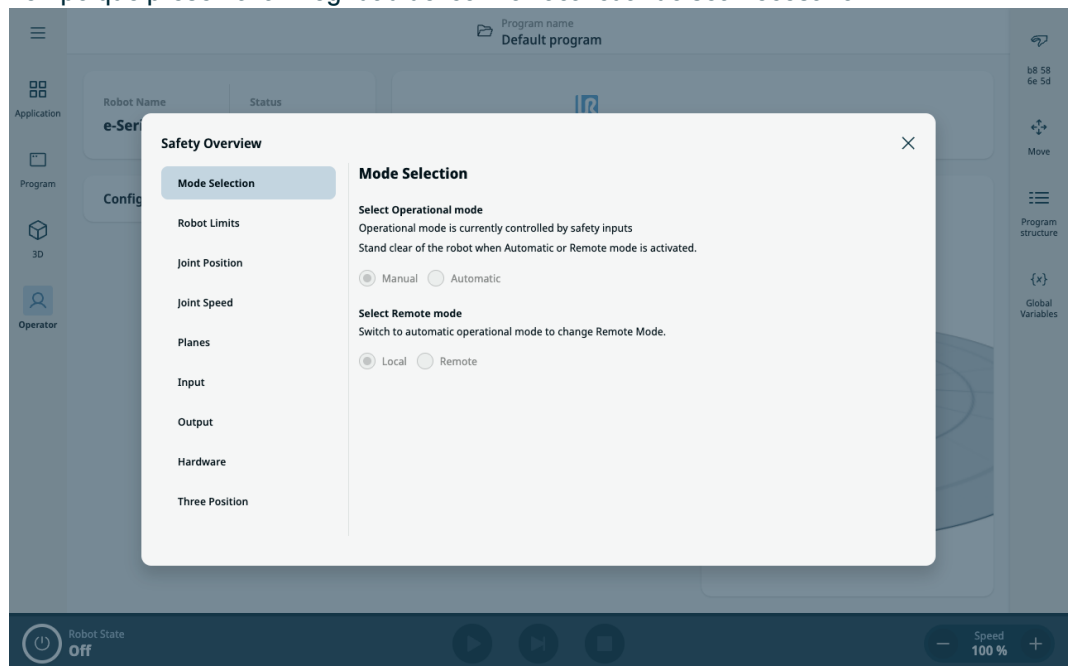 Program name
Default program
b8 58
6e 5d
Application
Robot Name
Status
e-Seri
Safety Overview
Mode Selection
Mode Selection
Move
Program
Config
Select Operational mode
Operational mode is currently controlled by safety inputs
Stand clear of the robot when Automatic or Remote mode is activated.
Robot Limits
Program
structure
3D
Joint Position
Manual
Automatic
{x}
Global
Variables
Operator
Joint Speed
Select Remote mode
Switch to automatic operational mode to change Remote Mode.
Planes
Local
Remote
Input
Output
Hardware
Three Position
Robot State
Off
Speed
100 %